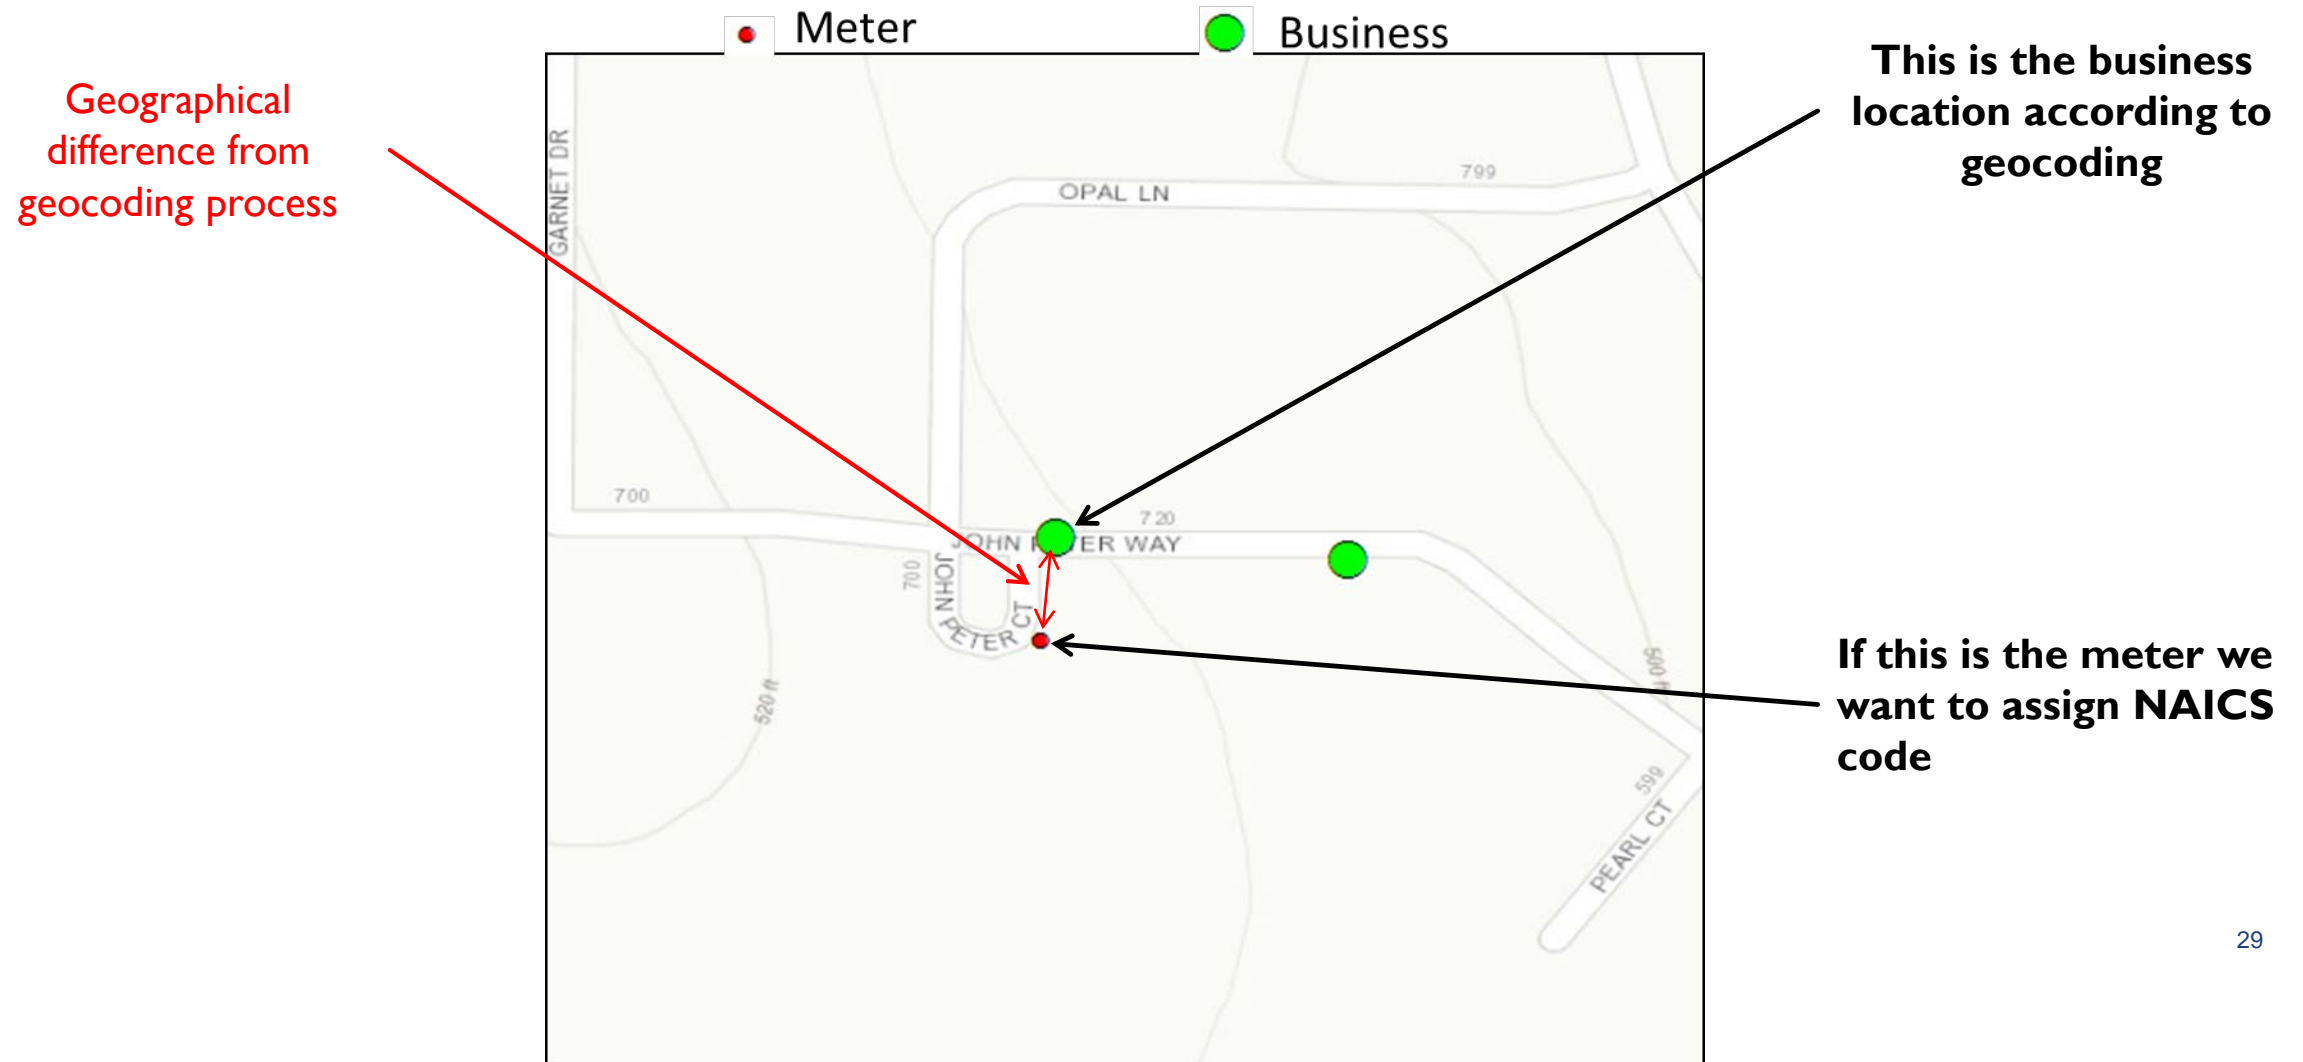 Meter
Business
Geographical
difference from
geocoding process
This is the business
location according to
geocoding
GARNET DR
799
OPAL LN
700
720
JOHN ER WAY
700
JOHN
PETER CT
520 ft
If this is the meter we
want to assign NAICS
code
599
PEARL CT
29